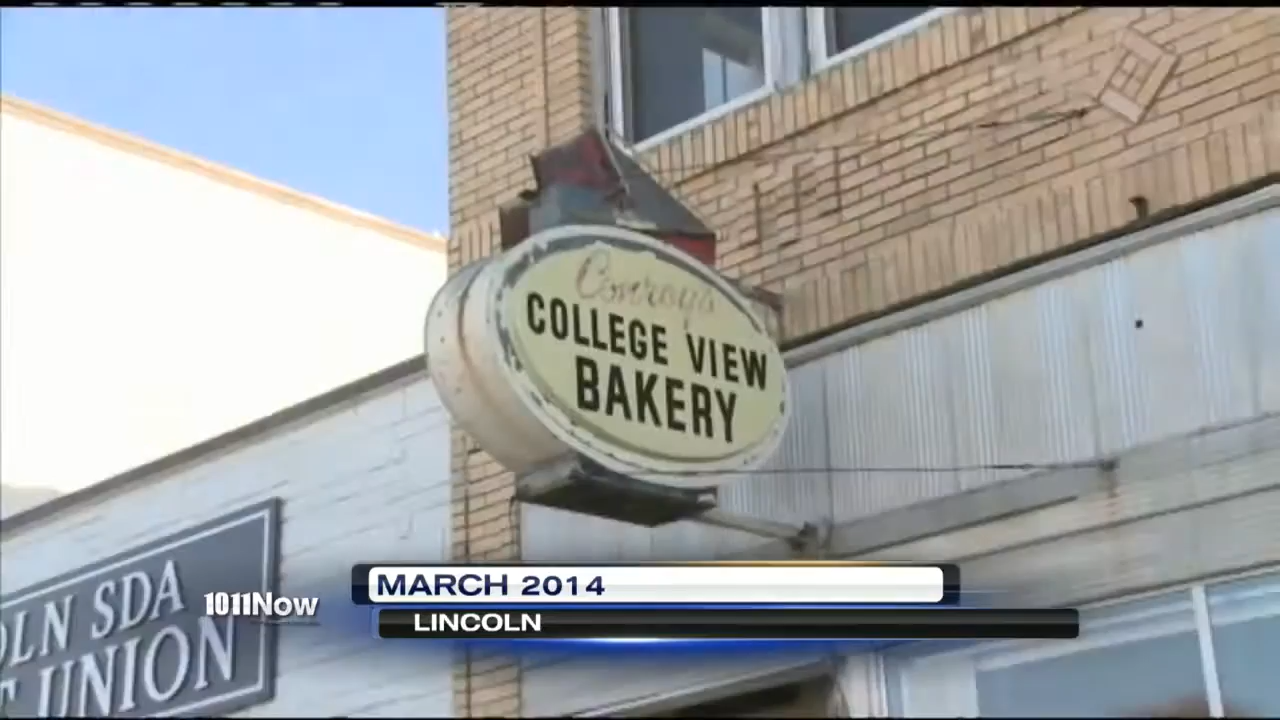 Conroy's
COLLEGE VIEW
BAKERY
OLN SDA
UNION
1011Now
MARCH 2014
LINCOLN